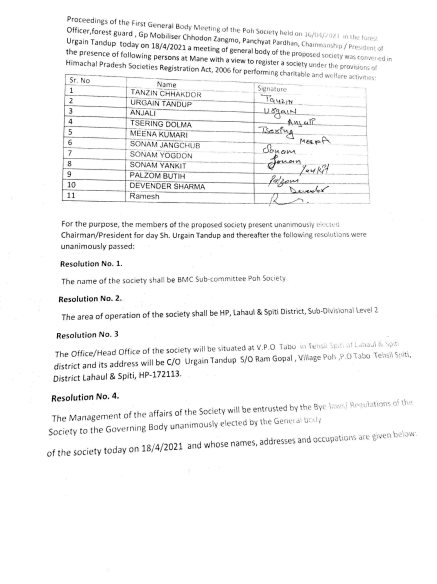 Proceedings of the First General Body Meeting of the Poh Society held on 16/04/2021 in the forest
Officer,forest guard , Gp Mobiliser Chhodon Zangmo, Panchyat Pardhan, Chairmanship / President of
Urgain Tandup today on 18/4/2021 a meeting of general body of the proposed society was convened in
the presence of following persons at Mane with a view to register a society under the provisions of
Himachal Pradesh Societies Registration Act, 2006 for performing charitable and welfare activities:
Sr. No Name Signature
1 TANZIN CHHAKDOR Tanzin
2 URGAIN TANDUP Urgain
3 ANJALI Anjali
4 TSERING DOLMA Tsering
5 MEENA KUMARI Meena
6 SONAM JANGCHUB Sonam
7 SONAM YOGDON Sonam
8 SONAM YANKIT Yankit
9 PALZOM BUTIH Palzom
10 DEVENDER SHARMA Devender
11 Ramesh
For the purpose, the members of the proposed society present unanimously elected
Chairman/President for day Sh. Urgain Tandup and thereafter the following resolutions were
unanimously passed:
Resolution No. 1.
The name of the society shall be BMC Sub-committee Poh Society.
Resolution No. 2.
The area of operation of the society shall be HP, Lahaul & Spiti District, Sub-Divisional Level 2
Resolution No. 3
The Office/Head Office of the society will be situated at V.P.O Tabo in Tehsil Spiti of Lahaul & Spiti
district and its address will be C/O Urgain Tandup S/O Ram Gopal , Village Poh ,P.O Tabo Tehsil Spiti,
District Lahaul & Spiti, HP-172113.
Resolution No. 4.
The Management of the affairs of the Society will be entrusted by the Bye laws/ Regulations of the
Society to the Governing Body unanimously elected by the General body
of the society today on 18/4/2021 and whose names, addresses and occupations are given below: